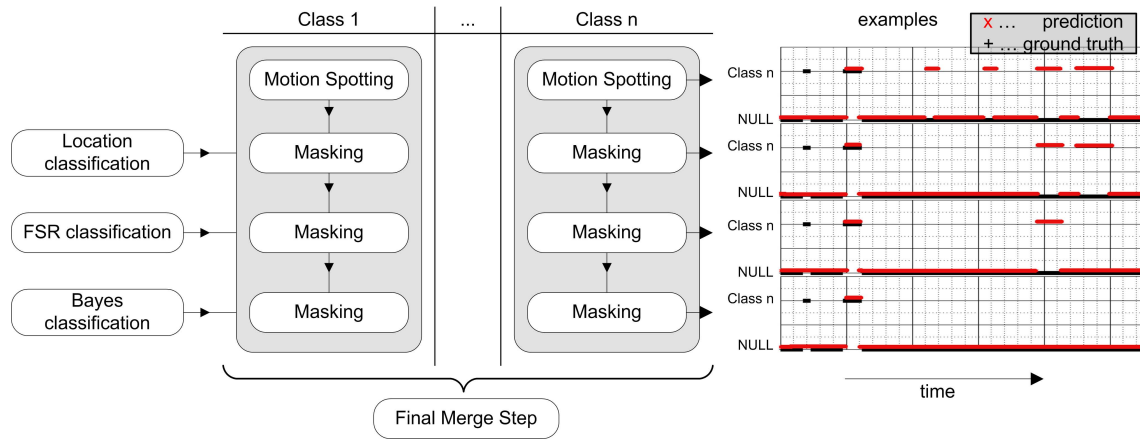 Class 1
...
Class n
examples
x ... prediction
+ ... ground truth
Motion Spotting
Motion Spotting
Class n
NULL
Location
classification
Masking
Masking
Class n
NULL
FSR classification
Masking
Masking
Class n
NULL
Bayes
classification
Masking
Masking
Class n
NULL
time
Final Merge Step